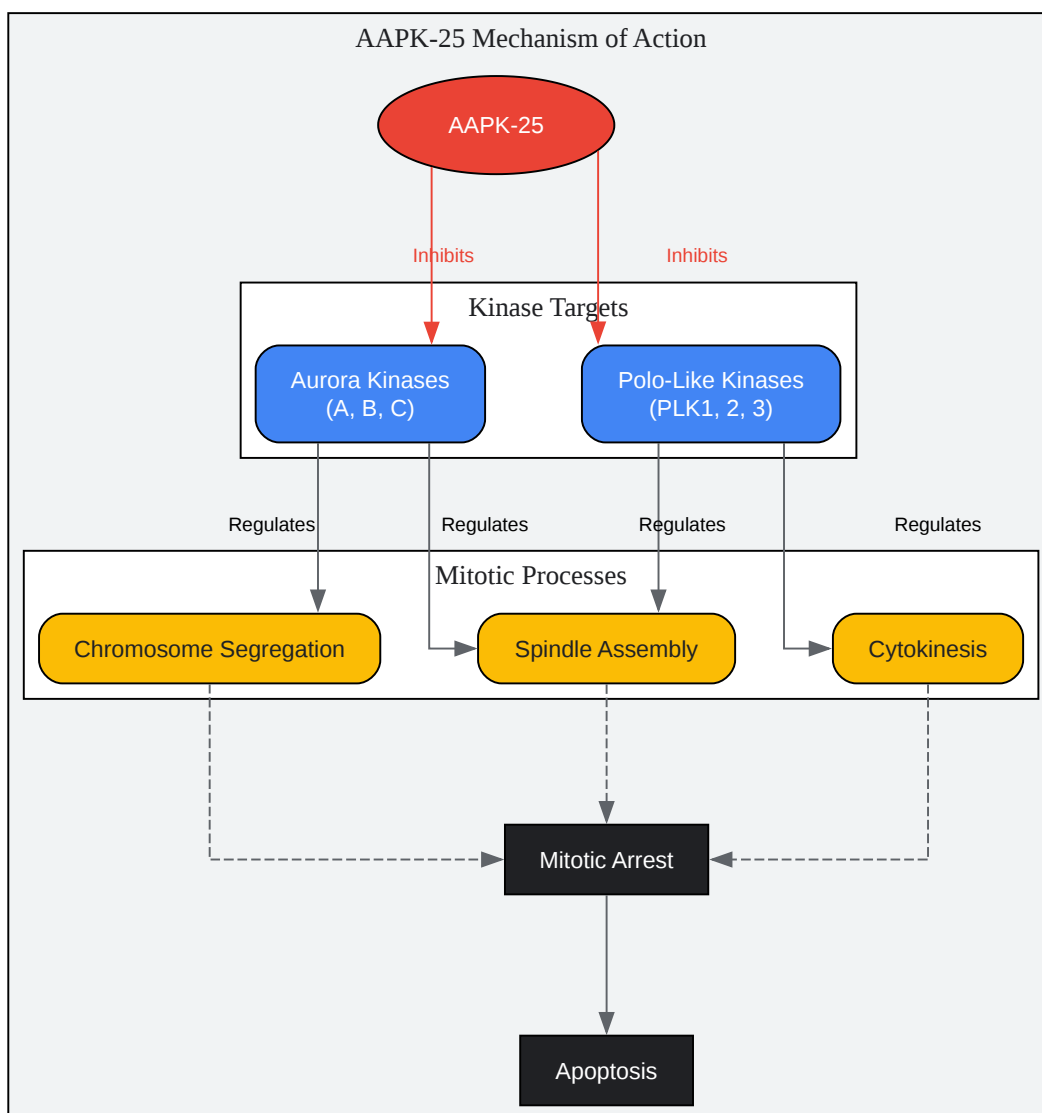 AAPK-25 Mechanism of Action
AAPK-25
Inhibits
Inhibits
Kinase Targets
Aurora Kinases
(A, B, C)
Polo-Like Kinases
(PLK1, 2, 3)
Regulates
Regulates
Regulates
Regulates
Mitotic Processes
Chromosome Segregation
Spindle Assembly
Cytokinesis
Mitotic Arrest
Apoptosis